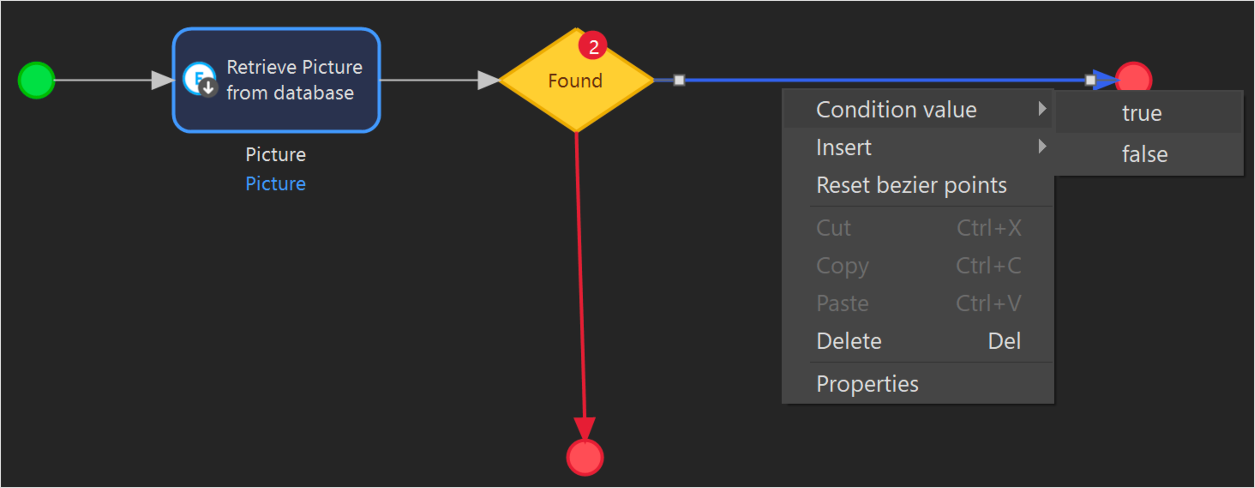 2
E
Retrieve Picture
from database
Found
Picture
Picture
Condition value
true
Insert
false
Reset bezier points
Cut Ctrl+X
Copy Ctrl+C
Paste Ctrl+V
Delete Del
Properties